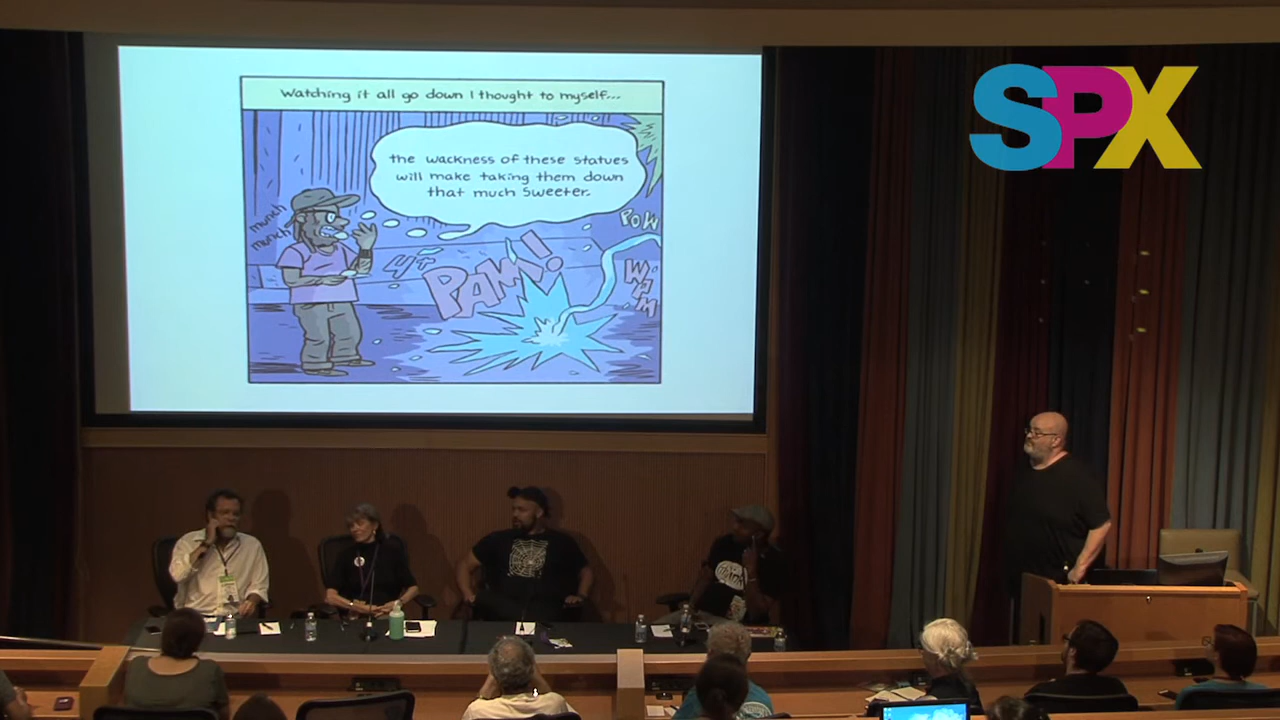 SPX
Watching it all go down I thought to myself...
the wackness of these statues
will make taking them down
that much sweeter.
munch
munch
POW
PAM!